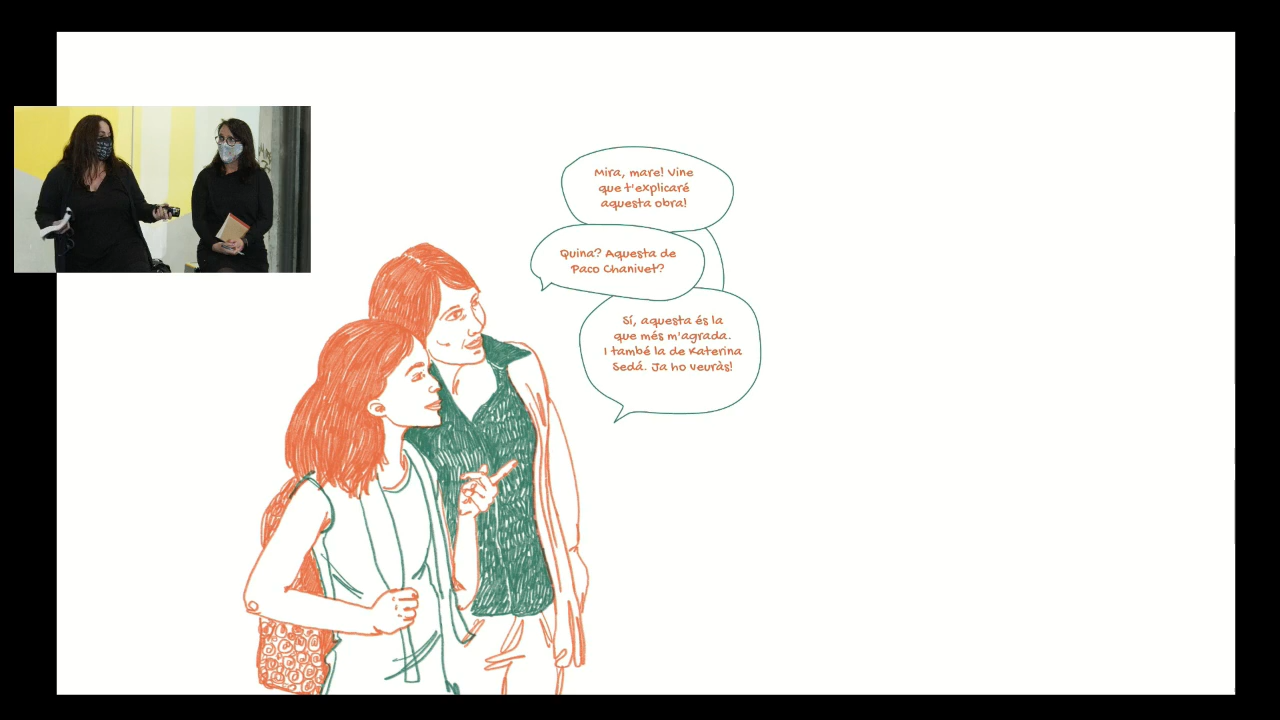 Mira, mare! Vine
que t'explicaré
aquesta obra!
Quina? Aquesta de
Paco Chanivet?
Sí, aquesta és la
que més m'agrada.
I també la de Katerina
Sedá. Ja ho veuràs!